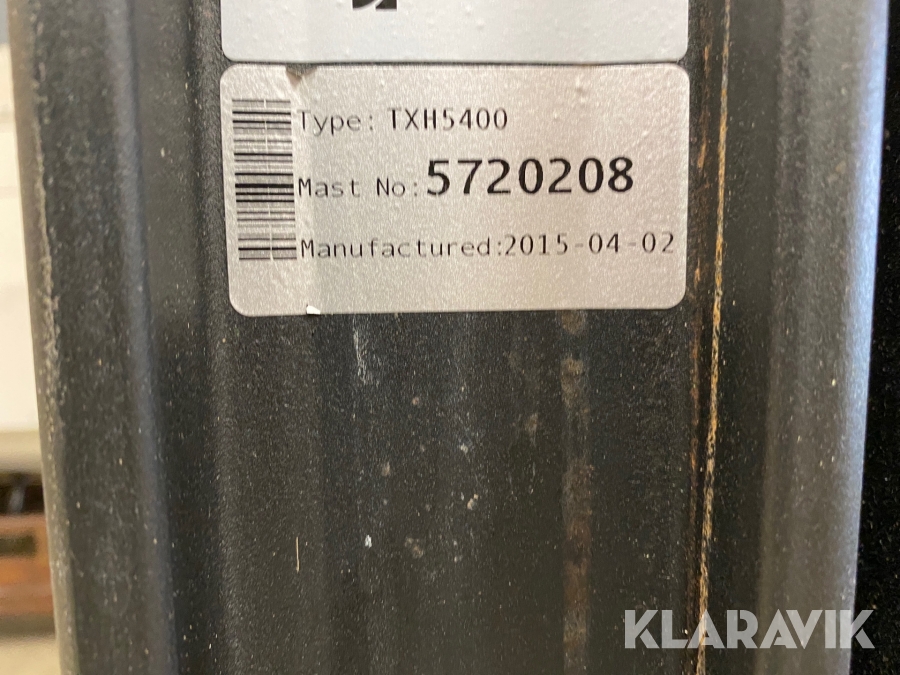 Type: TXH5400
Mast No:5720208
Manufactured:2015-04-02
KLARAVIK